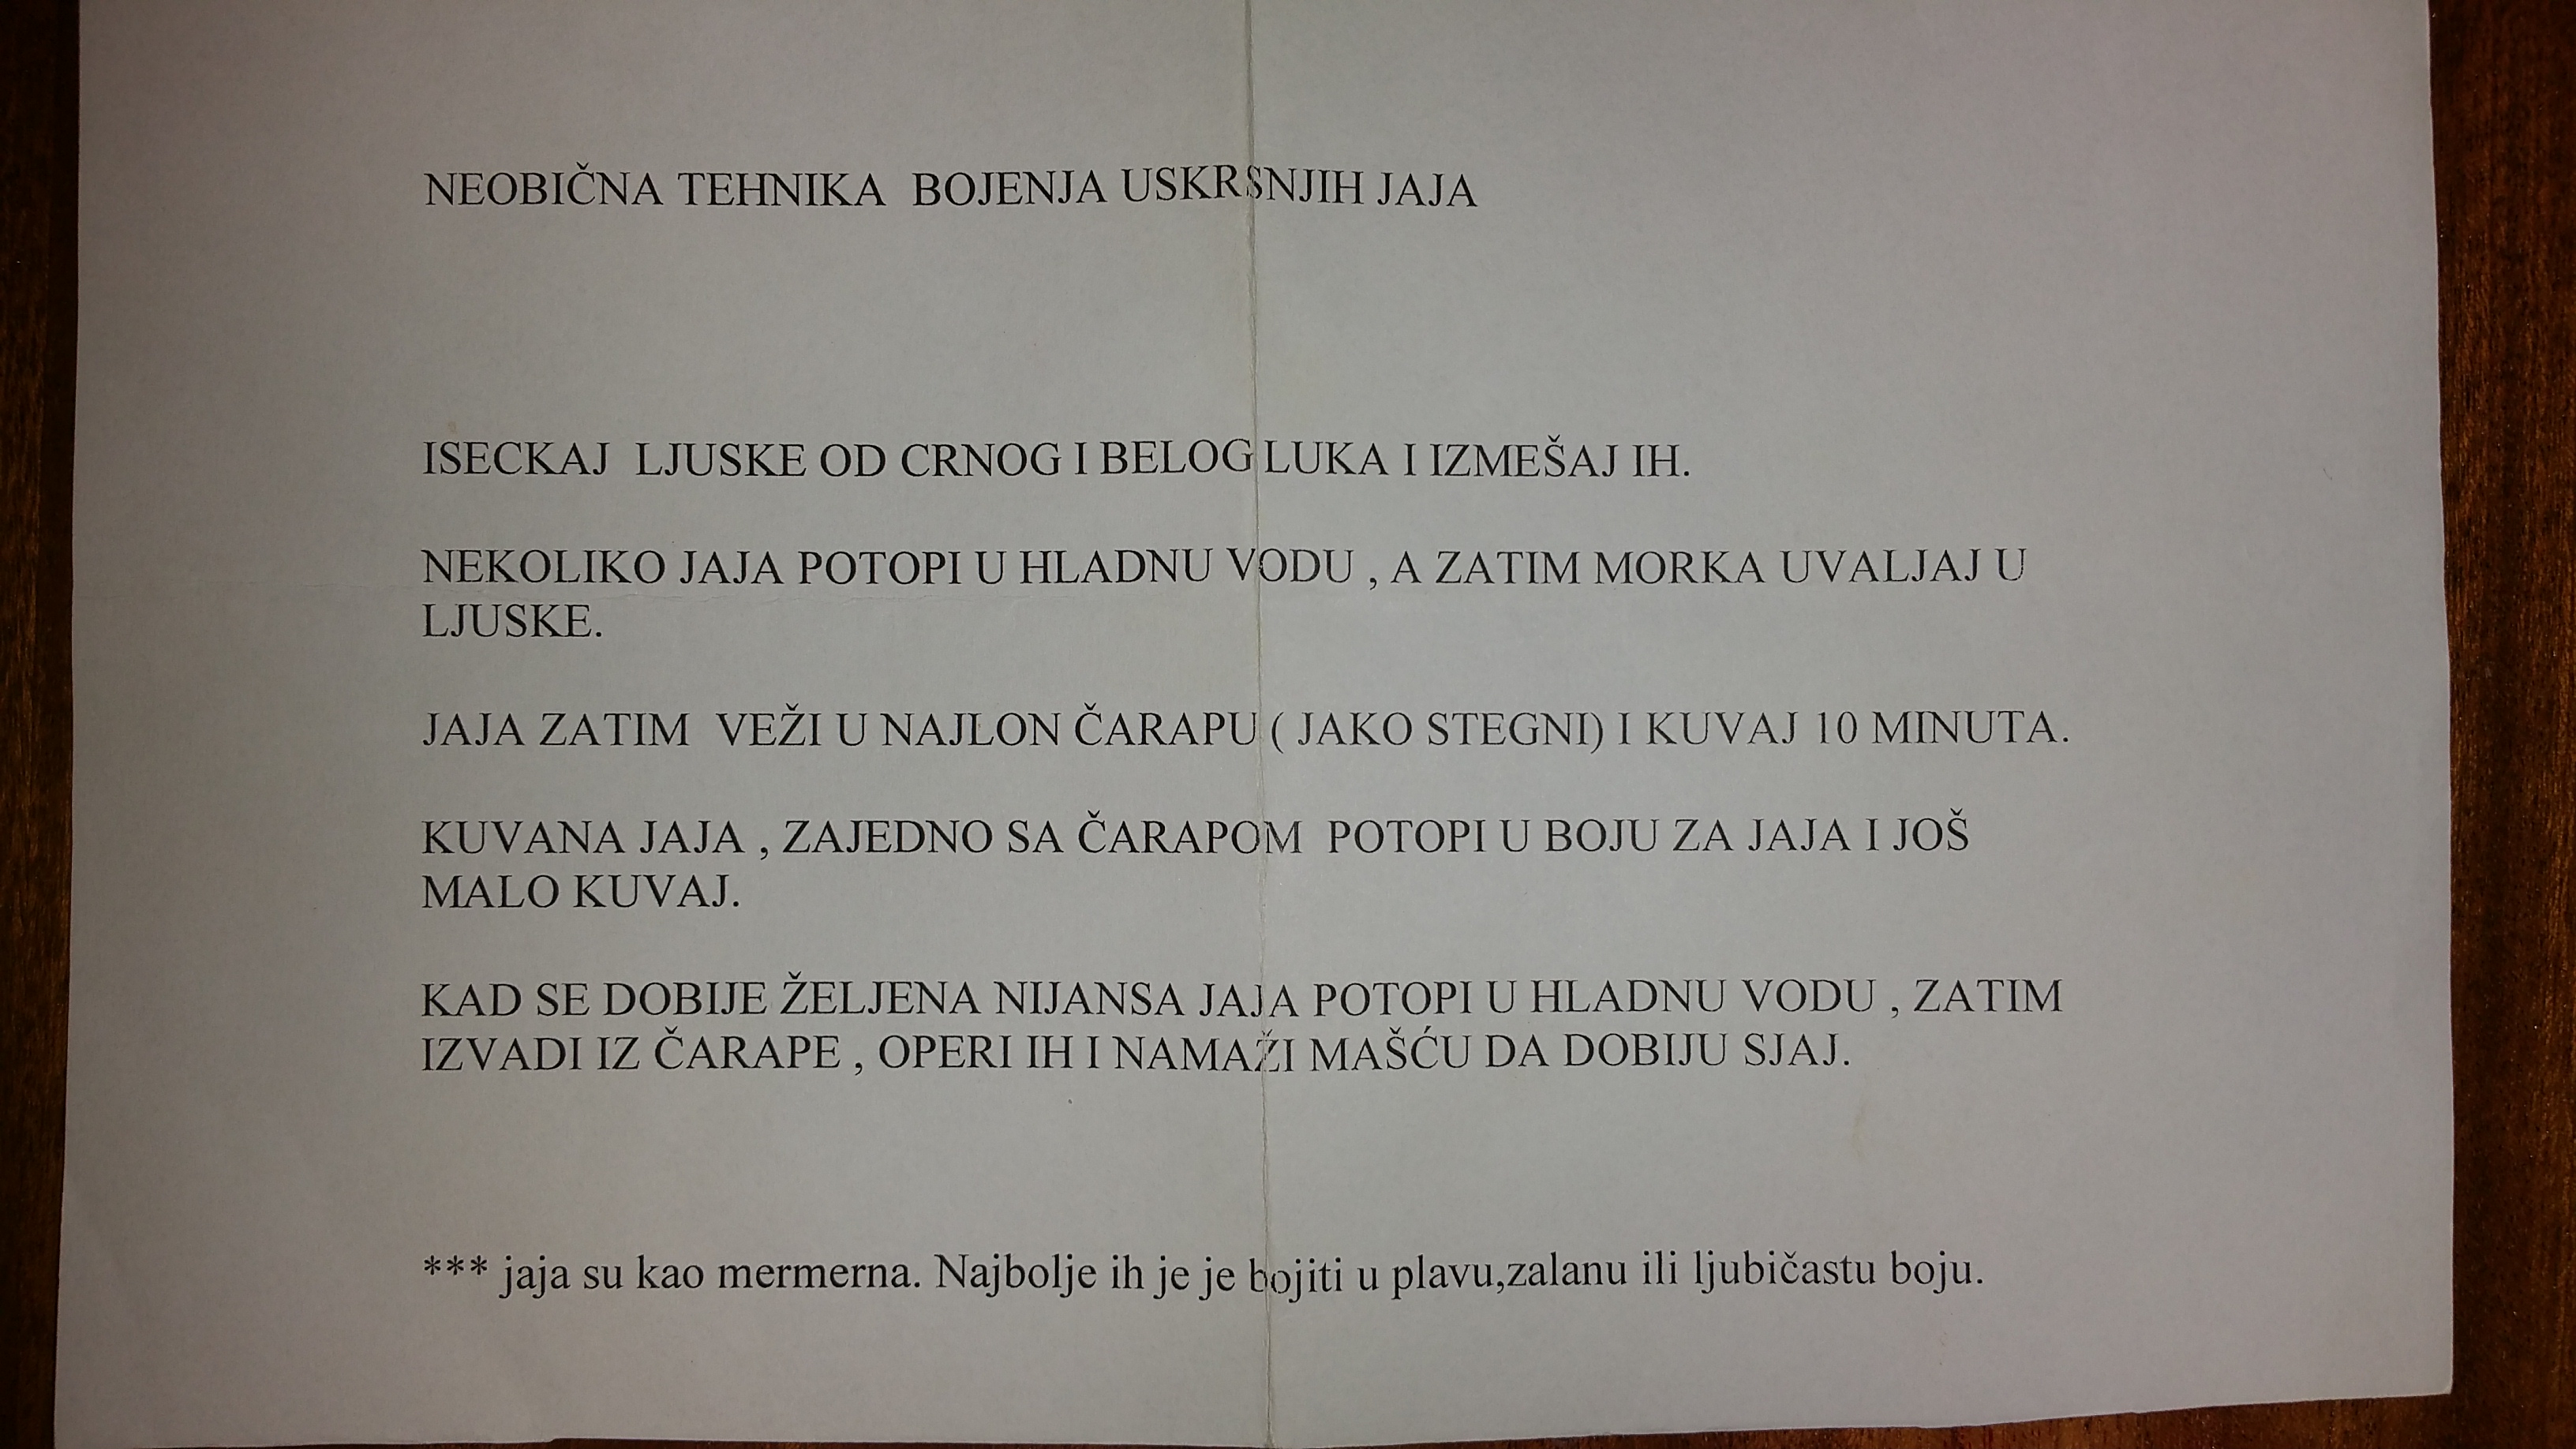 NEOBIČNA TEHNIKA BOJENJA USKRSNJIH JAJA
ISECKAJ LJUSKE OD CRNOG I BELOG LUKA I IZMEŠAJ IH.
NEKOLIKO JAJA POTOPI U HLADNU VODU , A ZATIM MORKA UVALJAJ U
LJUSKE.
JAJA ZATIM VEŽI U NAJLON ČARAPU ( JAKO STEGNI) I KUVAJ 10 MINUTA.
KUVANA JAJA , ZAJEDNO SA ČARAPOM POTOPI U BOJU ZA JAJA I JOŠ
MALO KUVAJ.
KAD SE DOBIJE ŽELJENA NIJANSA JAJA POTOPI U HLADNU VODU , ZATIM
IZVADI IZ ČARAPE , OPERI IH I NAMAŽI MAŠĆU DA DOBIJU SJAJ.
*** jaja su kao mermerna. Najbolje ih je je bojiti u plavu,zalanu ili ljubičastu boju.